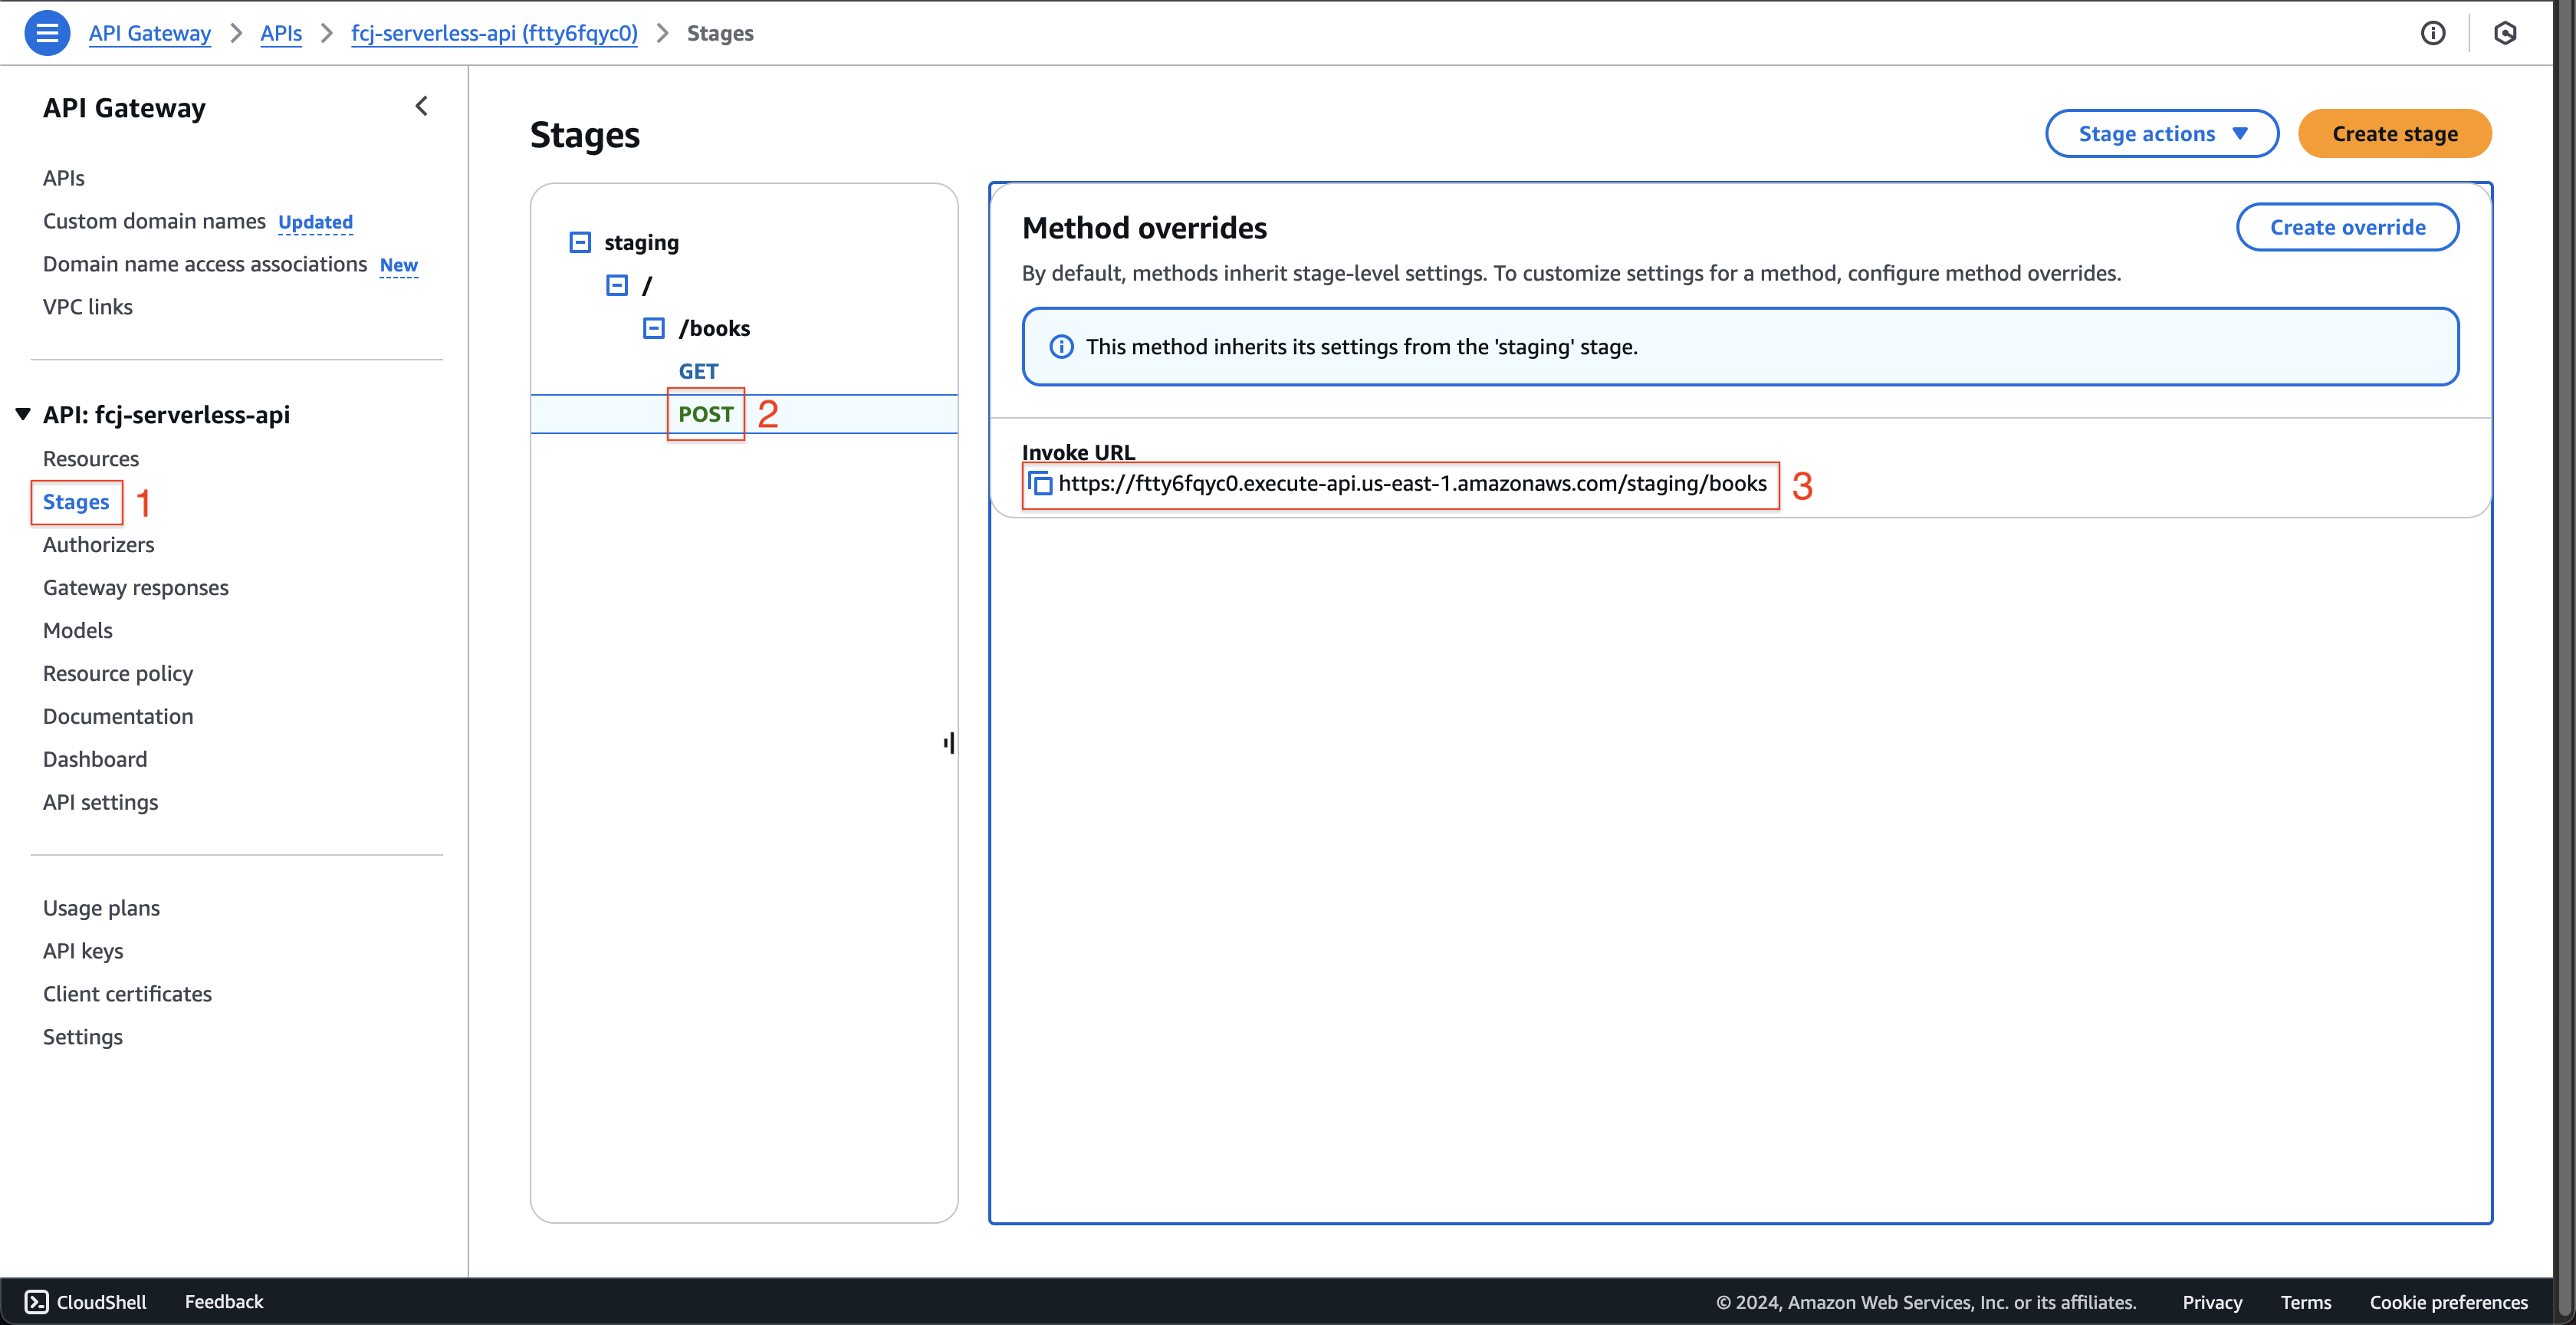 API Gateway > APIs > fcj-serverless-api (ftty6fqyc0) > Stages
API Gateway
APIs
Custom domain names Updated
Domain name access associations New
VPC links
API: fcj-serverless-api
Resources
Stages 1
Authorizers
Gateway responses
Models
Resource policy
Documentation
Dashboard
API settings
Usage plans
API keys
Client certificates
Settings
Stages
Stage actions
Create stage
staging
/
/books
GET
POST 2
Method overrides
Create override
By default, methods inherit stage-level settings. To customize settings for a method, configure method overrides.
This method inherits its settings from the 'staging' stage.
Invoke URL
https://ftty6fqyc0.execute-api.us-east-1.amazonaws.com/staging/books 3
CloudShell Feedback © 2024, Amazon Web Services, Inc. or its affiliates. Privacy Terms Cookie preferences